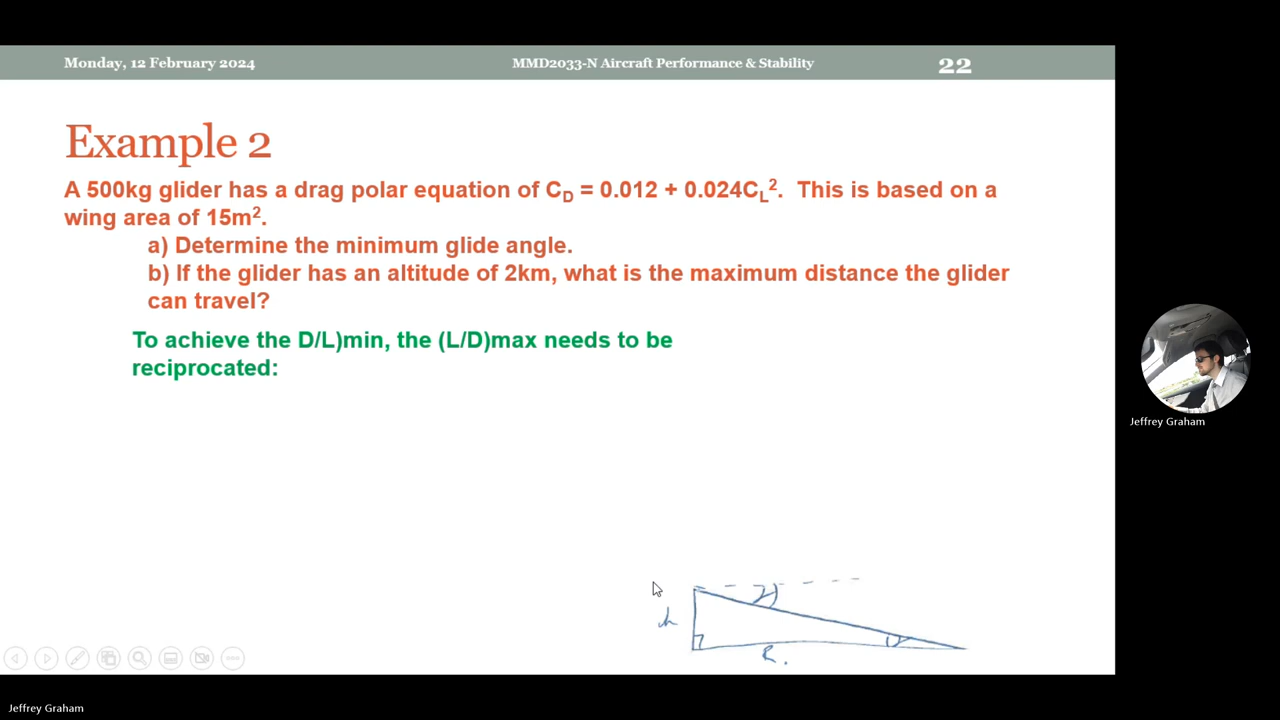 Monday, 12 February 2024
MMD2033-N Aircraft Performance & Stability
22
Example 2
A 500kg glider has a drag polar equation of C_D = 0.012 + 0.024C_L². This is based on a
wing area of 15m².
a) Determine the minimum glide angle.
b) If the glider has an altitude of 2km, what is the maximum distance the glider
can travel?
To achieve the D/L)min, the (L/D)max needs to be
reciprocated:
h
R.
Jeffrey Graham
Jeffrey Graham